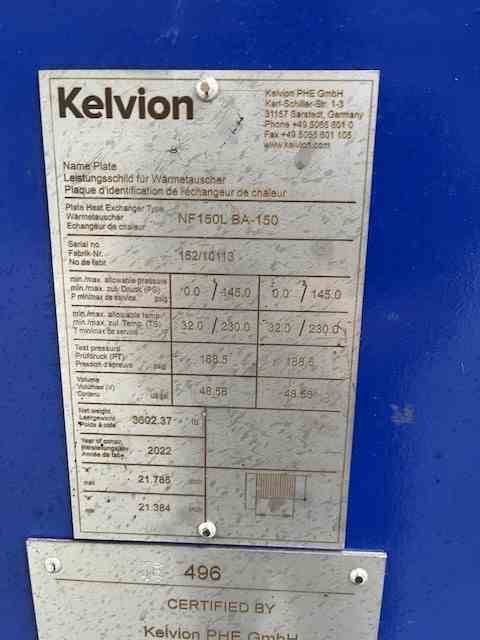 Kelvion
Kelvion PHE GmbH
Karl-Schiller-Str. 1-3
31157 Sarstedt, Germany
Phone +49 5066 601 0
Fax +49 5066 601 105
www.kelvion.com
Name Plate
Leistungsschild für Wärmetauscher
Plaque d'identification de l'échangeur de chaleur
Plate Heat Exchanger Type
Wärmetauscher
Echangeur de chaleur
NF150L BA-150
Serial no.
Fabrik-Nr.
No de fabr.
152/10113
min./max. allowable pressure
min./max. zul. Druck (PS)
P min/max de service psig
0.0 / 145.0 0.0 / 145.0
min./max. allowable temp.
min./max. zul. Temp. (TS)
T min/max de service
32.0 / 230.0 32.0 / 230.0
Test pressure
Prüfdruck (PT)
Pression d'épreuve psig
188.5 188.5
Volume
Volumen (V)
Contenu
48.56 48.56
Net weight
Leergewicht
Poids à vide
3602.37 lb
Year of constr.
Herstellungsjahr
Année de fabr.
2022
"a"
max
21.785
"a"
min
21.384
496
CERTIFIED BY
Kelvion PHE GmbH